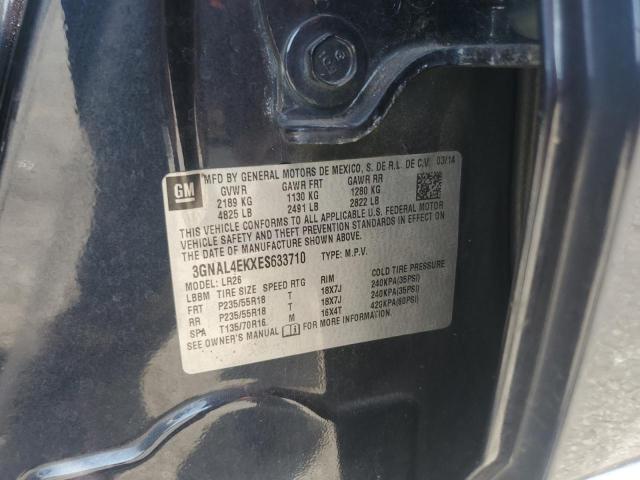 GM
MFD BY GENERAL MOTORS DE MEXICO, S. DE R.L. DE C.V. 03/14
GVWR GAWR FRT GAWR RR
2189 KG 1130 KG 1280 KG
4825 LB 2491 LB 2822 LB
THIS VEHICLE CONFORMS TO ALL APPLICABLE U.S. FEDERAL MOTOR
VEHICLE SAFETY AND THEFT PREVENTION STANDARDS IN EFFECT ON
THE DATE OF MANUFACTURE SHOWN ABOVE.
3GNAL4EKXES633710 TYPE: M.P.V.
MODEL: LR26
LBBM TIRE SIZE SPEED RTG RIM COLD TIRE PRESSURE
FRT P235/55R18 T 18X7J 240KPA(35PSI)
RR P235/55R18 T 18X7J 240KPA(35PSI)
SPA T135/70R16 M 16X4T 420KPA(60PSI)
SEE OWNER'S MANUAL FOR MORE INFORMATION.